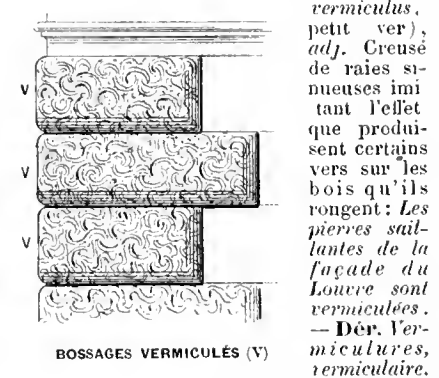 vermiculus,
petit ver),
adj. Creusé
de raies si-
nueuses imi
tant l'effet
que produi-
sent certains
vers sur les
bois qu'ils
rongent : Les
pierres sail-
lantes de la
façade du
Louvre sont
vermiculées.
— Dér. Ver-
miculures,
vermiculaire.
V
V
V
BOSSAGES VERMICULÉS (V)